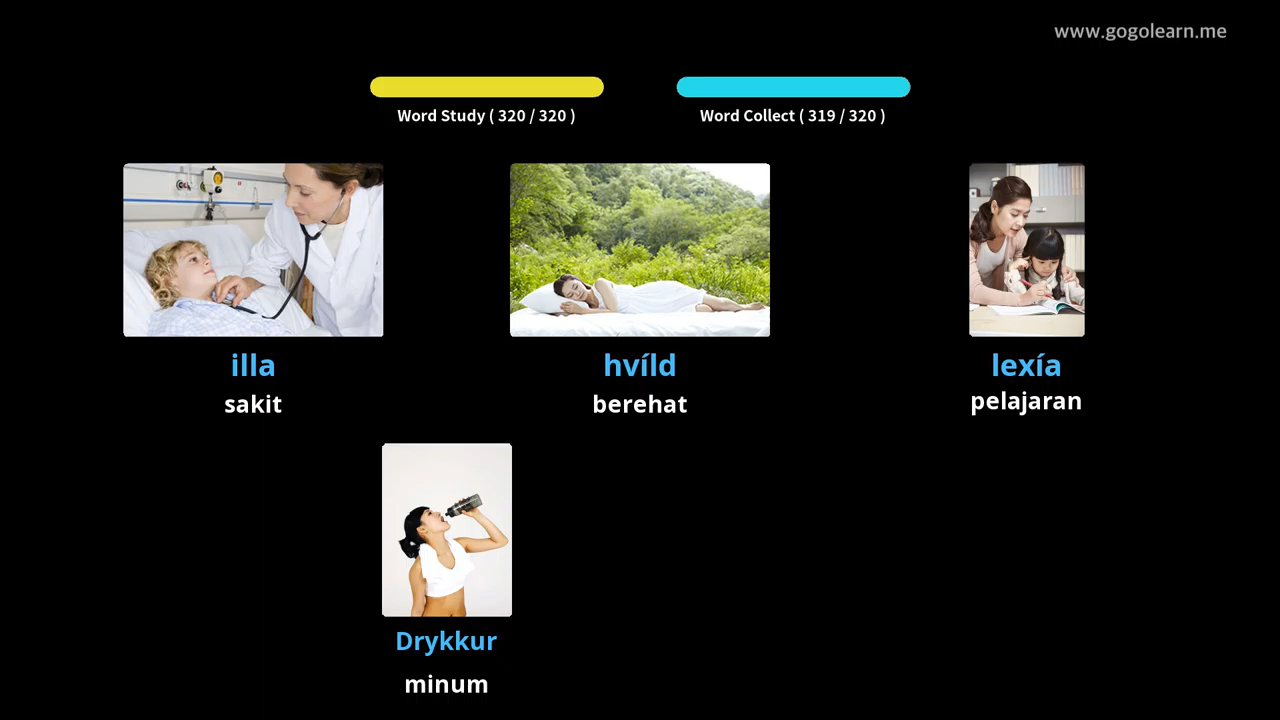 www.gogolearn.me
Word Study ( 320 / 320 )
Word Collect ( 319 / 320 )
illa
sakit
hvíld
berehat
lexía
pelajaran
Drykkur
minum